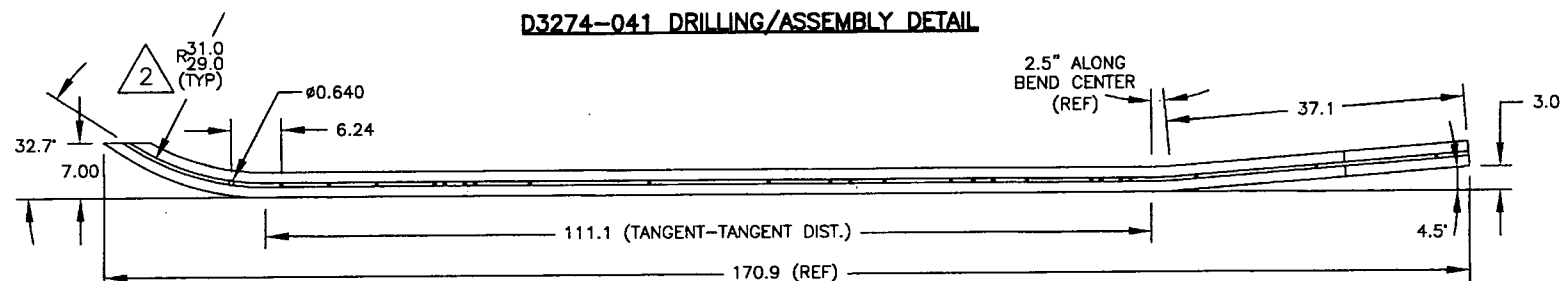 D3274-041 DRILLING/ASSEMBLY DETAIL
2
R31.0
29.0
(TYP)
2.5" ALONG
BEND CENTER
(REF)
ø0.640
37.1
3.0
6.24
32.7°
7.00
111.1 (TANGENT-TANGENT DIST.)
4.5°
170.9 (REF)